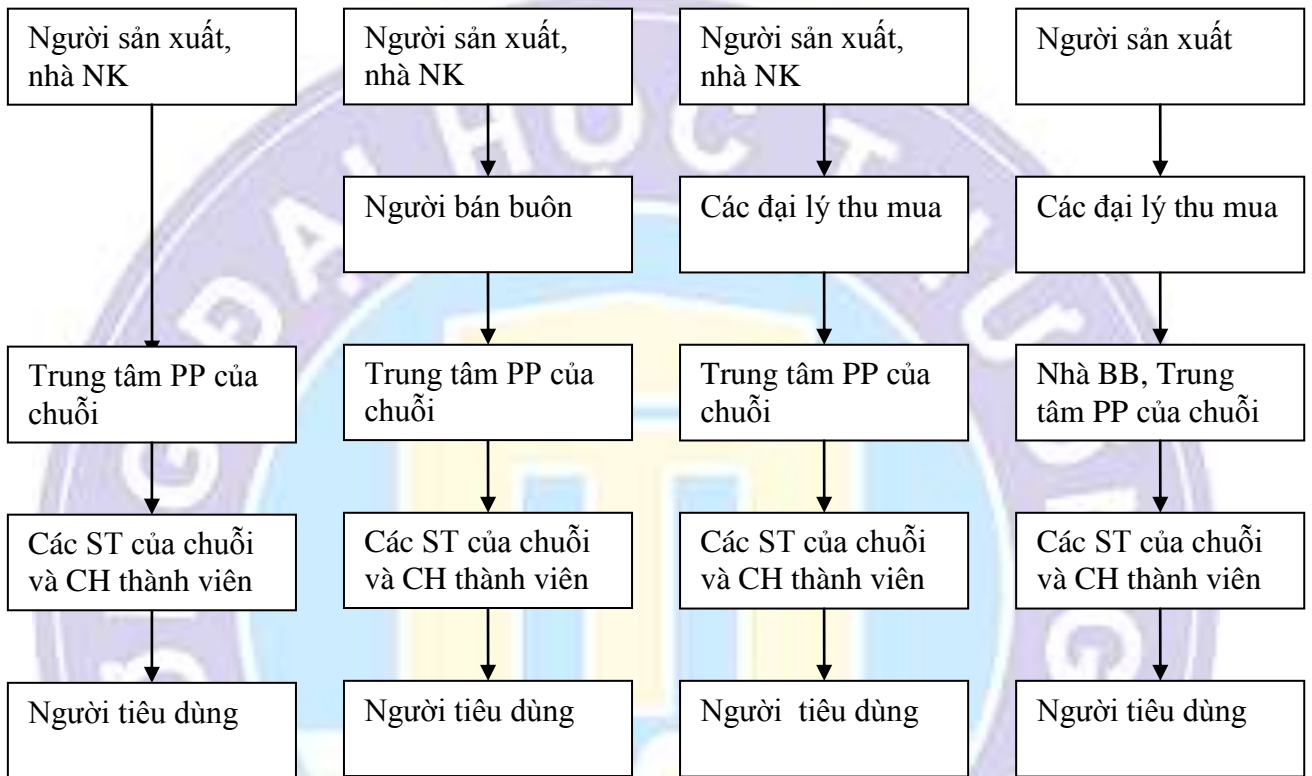 Người sản xuất,
nhà NK
Người sản xuất,
nhà NK
Người sản xuất,
nhà NK
Người sản xuất
Người bán buôn
Các đại lý thu mua
Các đại lý thu mua
Trung tâm PP của
chuỗi
Trung tâm PP của
chuỗi
Trung tâm PP của
chuỗi
Nhà BB, Trung
tâm PP của chuỗi
Các ST của chuỗi
và CH thành viên
Các ST của chuỗi
và CH thành viên
Các ST của chuỗi
và CH thành viên
Các ST của chuỗi
và CH thành viên
Người tiêu dùng
Người tiêu dùng
Người tiêu dùng
Người tiêu dùng
ĐẠI HỌC THƯƠNG